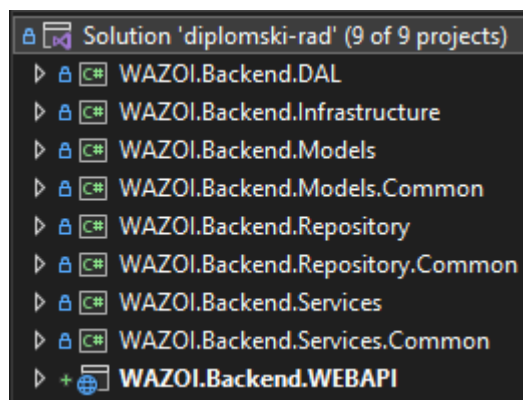 Solution 'diplomski-rad' (9 of 9 projects)
C# WAZOI.Backend.DAL
C# WAZOI.Backend.Infrastructure
C# WAZOI.Backend.Models
C# WAZOI.Backend.Models.Common
C# WAZOI.Backend.Repository
C# WAZOI.Backend.Repository.Common
C# WAZOI.Backend.Services
C# WAZOI.Backend.Services.Common
WAZOI.Backend.WEBAPI